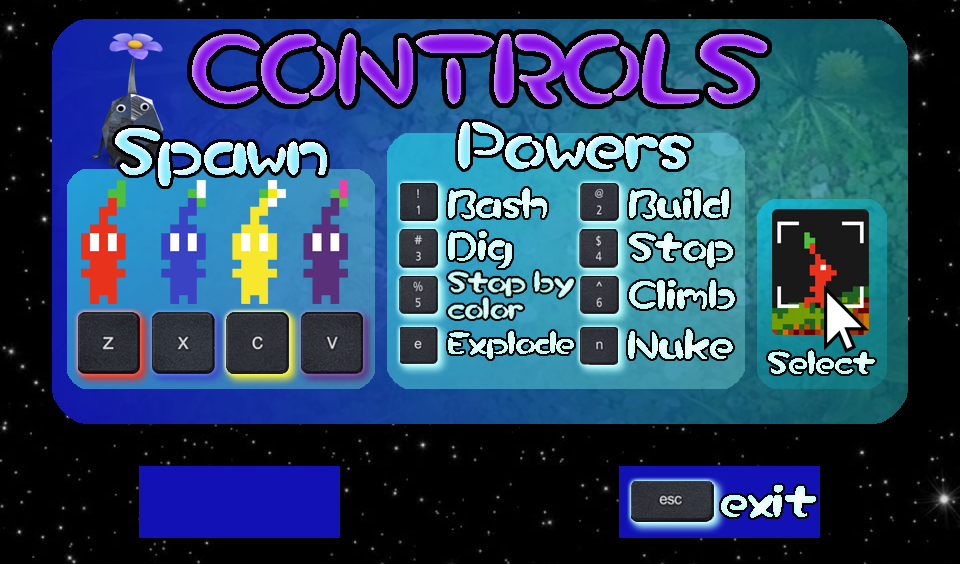 CONTROLS
Spawn
Z X C V
Powers
! 1 Bash @ 2 Build
# 3 Dig $ 4 Stop
% 5 Stop by color ^ 6 Climb
e Explode n Nuke
Select
esc exit